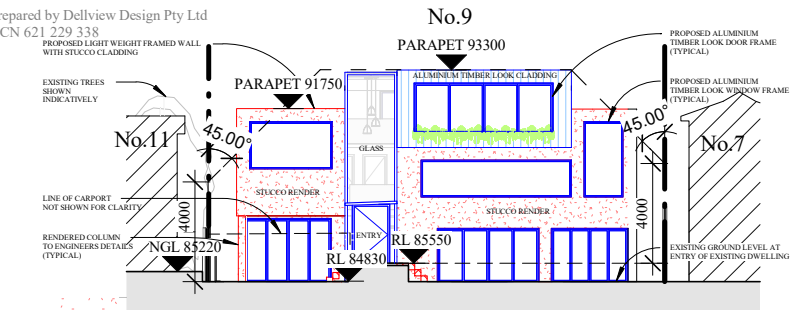 repared by Dellview Design Pty Ltd
CN 621 229 338
No.9
PROPOSED LIGHT WEIGHT FRAMED WALL
WITH STUCCO CLADDING
PARAPET 93300
PROPOSED ALUMINIUM
TIMBER LOOK DOOR FRAME
(TYPICAL)
EXISTING TREES
SHOWN
INDICATIVELY
PARAPET 91750
ALUMINIUM TIMBER LOOK CLADDING
PROPOSED ALUMINIUM
TIMBER LOOK WINDOW FRAME
(TYPICAL)
No.11
45.00°
GLASS
45.00°
No.7
STUCCO RENDER
STUCCO RENDER
LINE OF CARPORT
NOT SHOWN FOR CLARITY
4000
4000
RENDERED COLUMN
TO ENGINEERS DETAILS
(TYPICAL)
NGL 85220
ENTRY
RL 85550
RL 84830
EXISTING GROUND LEVEL AT
ENTRY OF EXISTING DWELLING